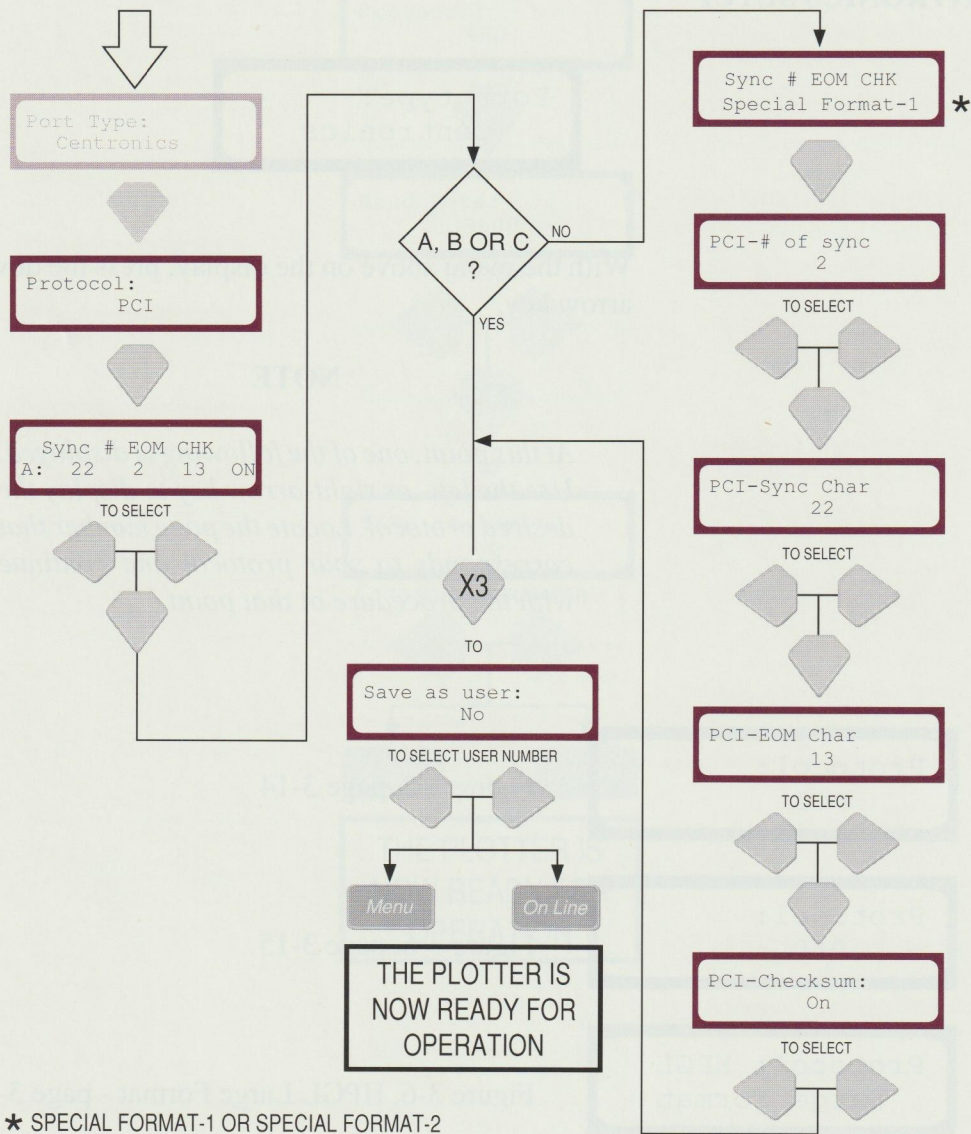 Port Type:
Centronics
Protocol:
PCI
Sync # EOM CHK
A: 22 2 13 ON
TO SELECT
A, B OR C
?
NO
YES
X3
TO
Save as user:
No
TO SELECT USER NUMBER
Menu
On Line
THE PLOTTER IS
NOW READY FOR
OPERATION
Sync # EOM CHK
Special Format-1 *
PCI-# of sync
2
TO SELECT
PCI-Sync Char
22
TO SELECT
PCI-EOM Char
13
TO SELECT
PCI-Checksum:
On
TO SELECT
* SPECIAL FORMAT-1 OR SPECIAL FORMAT-2